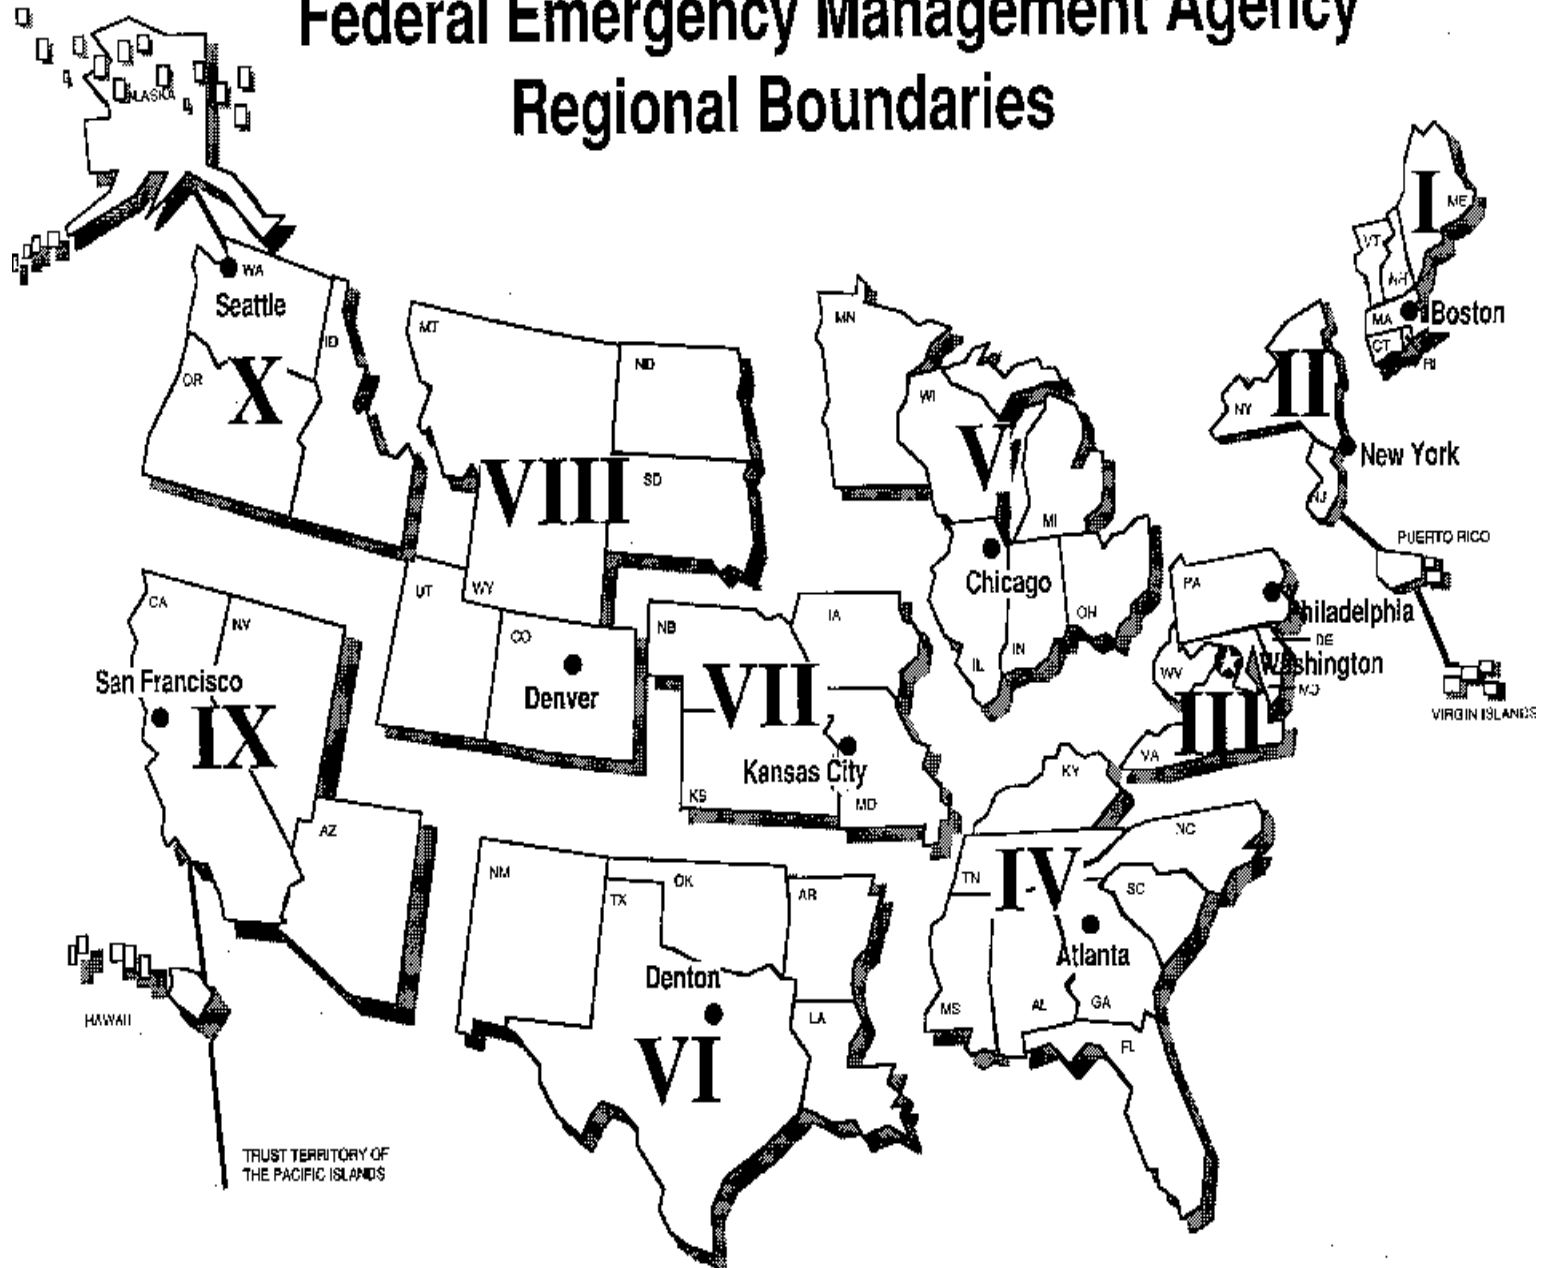 Federal Emergency Management Agency
Regional Boundaries
ALASKA
I
ME
VT
NH
WA
Seattle
MA
Boston
CT
RI
MT
MN
ID
ND
II
NY
X
OR
WI
V
New York
VIII
SD
NJ
MI
PUERTO RICO
Chicago
PA
UT
WY
CA
NV
CO
NB
IA
OH
Philadelphia
DE
IN
IL
WV
Washington
San Francisco
Denver
VII
MD
VIRGIN ISLANDS
IX
III
Kansas City
VA
KY
KS
MO
AZ
NC
NM
OK
TX
AR
TN
IV
SC
Atlanta
Denton
MS
AL
GA
LA
HAWAII
FL
VI
TRUST TERRITORY OF
THE PACIFIC ISLANDS